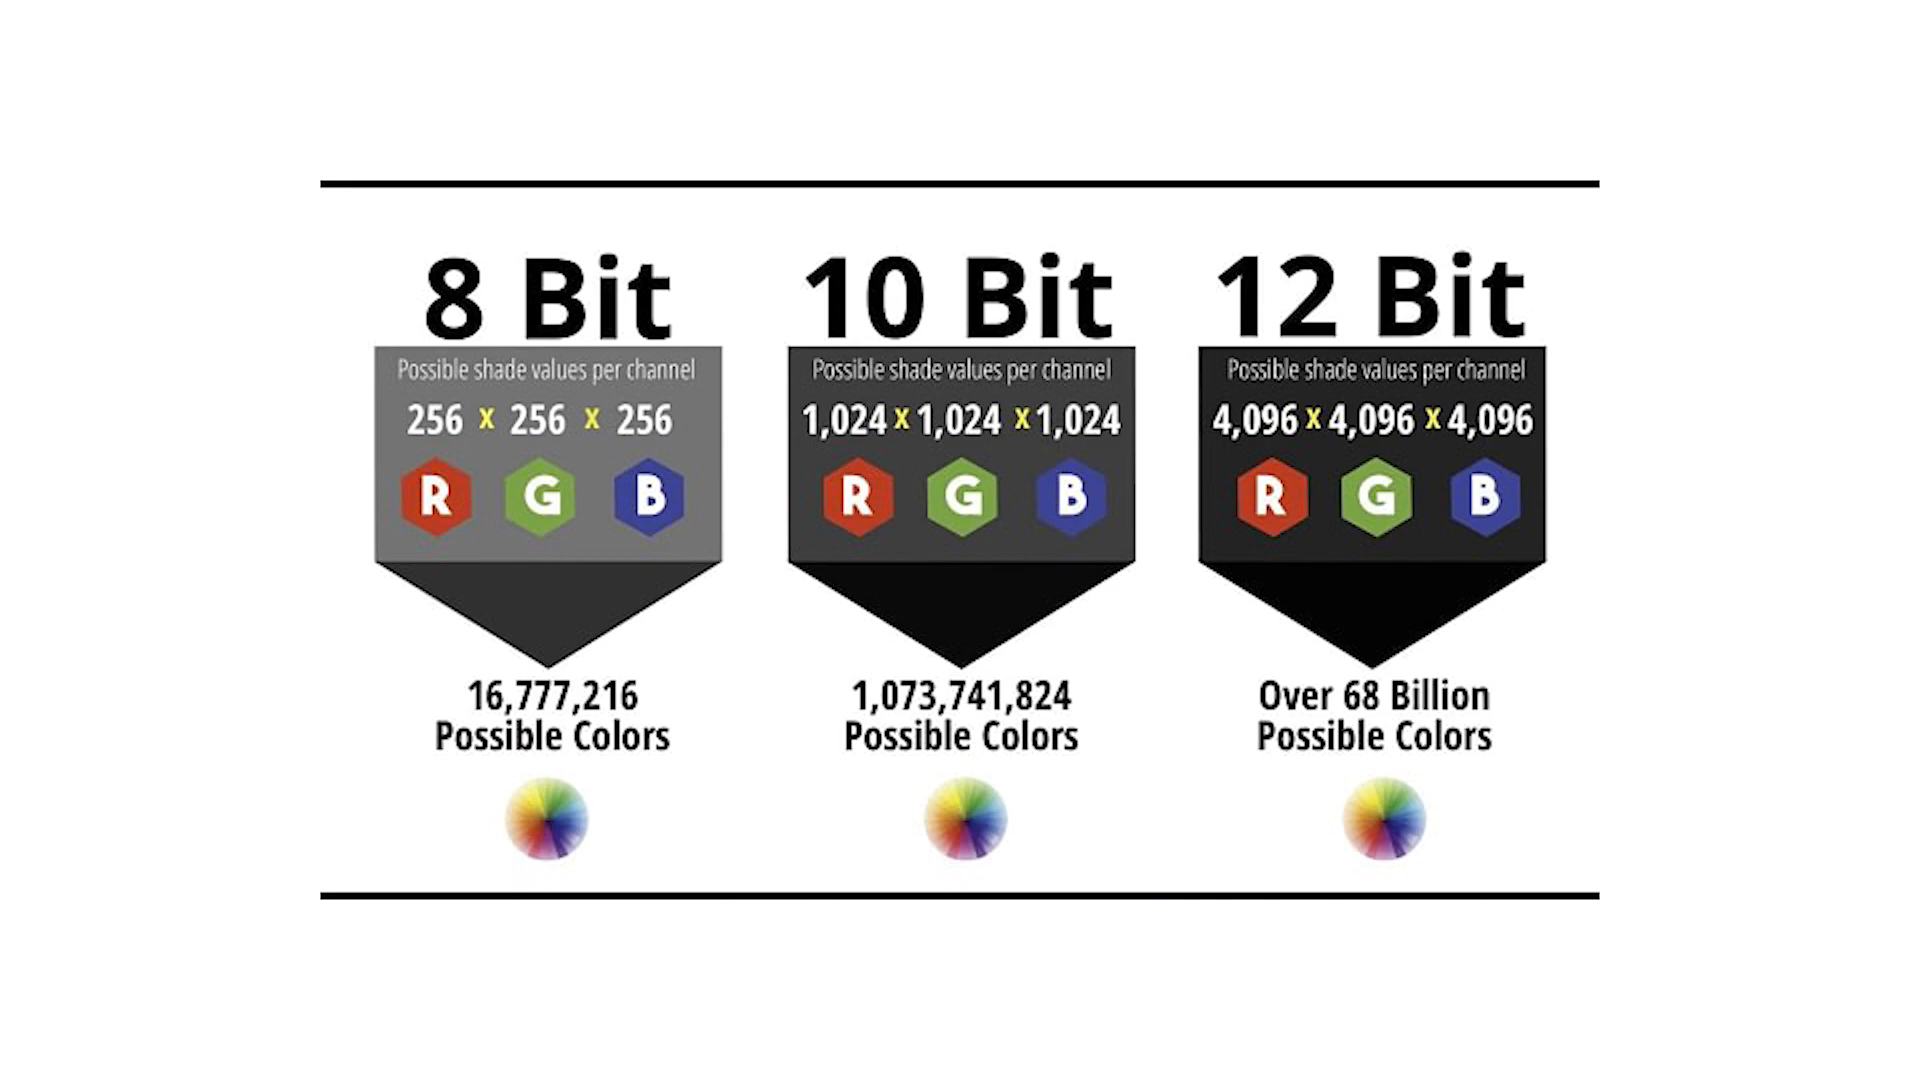 8 Bit
Possible shade values per channel
256 x 256 x 256
R G B
16,777,216
Possible Colors
10 Bit
Possible shade values per channel
1,024 x 1,024 x 1,024
R G B
1,073,741,824
Possible Colors
12 Bit
Possible shade values per channel
4,096 x 4,096 x 4,096
R G B
Over 68 Billion
Possible Colors